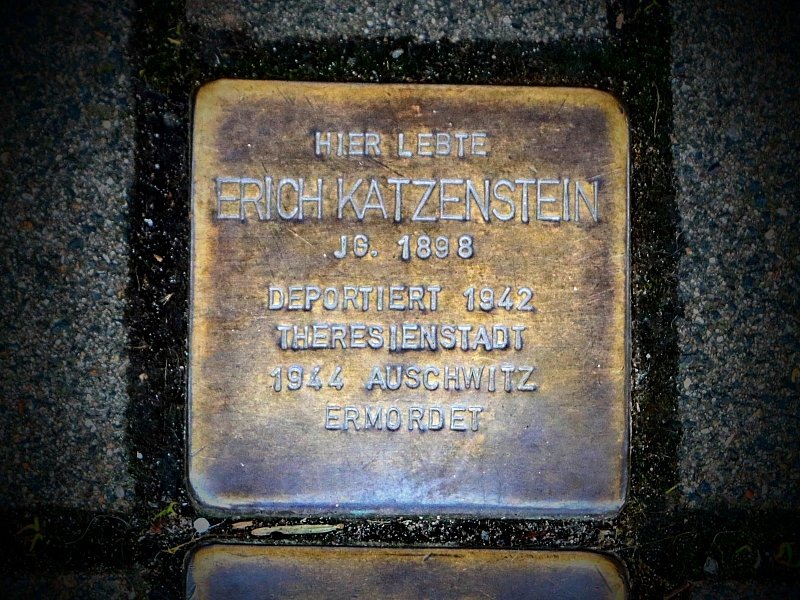 HIER LEBTE
ERICH KATZENSTEIN
JG. 1898
DEPORTIERT 1942
THERESIENSTADT
1944 AUSCHWITZ
ERMORDET